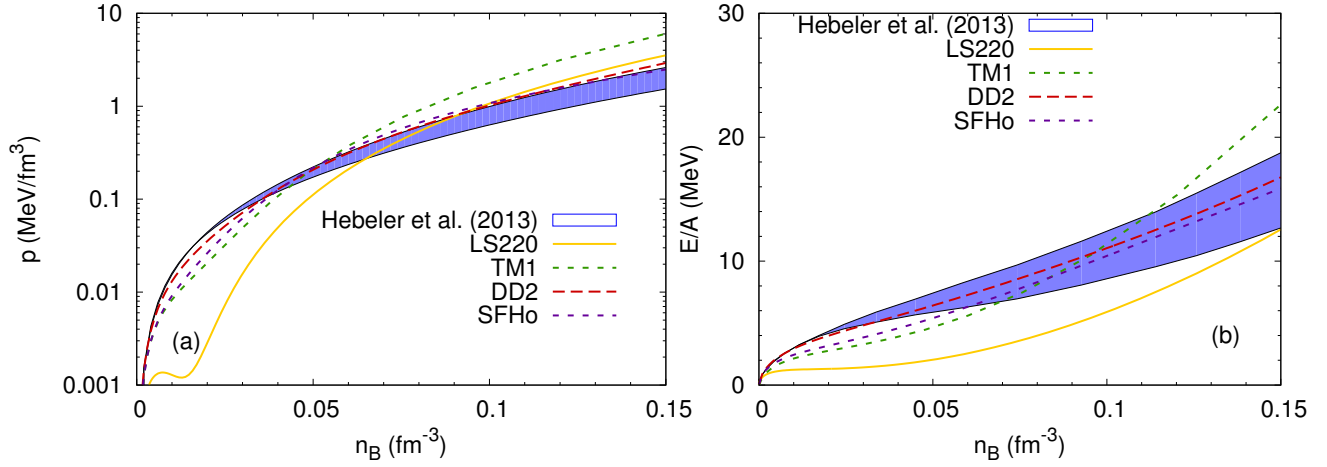 10
1
0.1
0.01
0.001
p (MeV/fm³)
Hebeler et al. (2013)
LS220
TM1
DD2
SFHo
(a)
0 0.05 0.1 0.15
n_B (fm⁻³)
30
20
10
0
E/A (MeV)
Hebeler et al. (2013)
LS220
TM1
DD2
SFHo
(b)
0 0.05 0.1 0.15
n_B (fm⁻³)